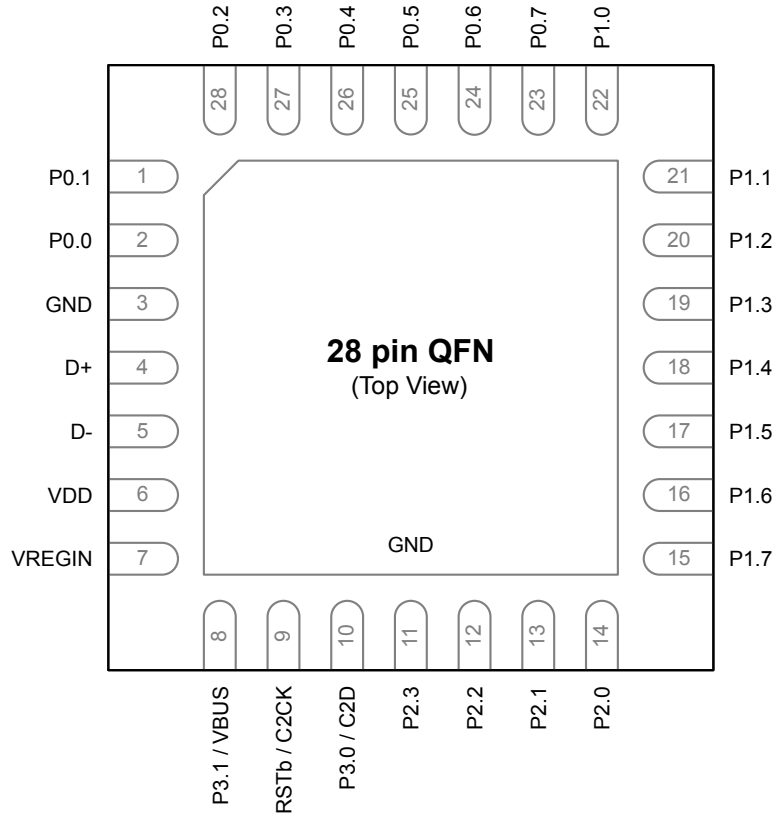 P0.2 P0.3 P0.4 P0.5 P0.6 P0.7 P1.0
28 27 26 25 24 23 22
P0.1 1 21 P1.1
P0.0 2 20 P1.2
GND 3 19 P1.3
28 pin QFN
D+ 4 18 P1.4
(Top View)
D- 5 17 P1.5
VDD 6 16 P1.6
GND
VREGIN 7 15 P1.7
8 9 10 11 12 13 14
P3.1 / VBUS
RSTb / C2CK
P3.0 / C2D
P2.3
P2.2
P2.1
P2.0